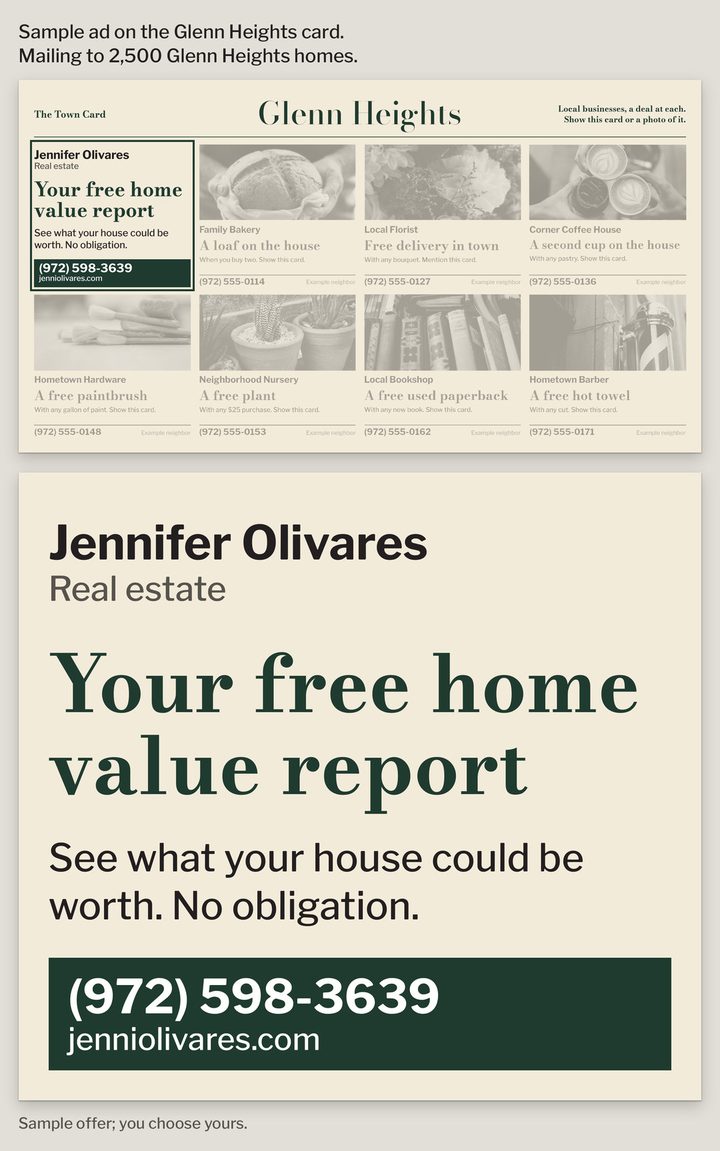 Sample ad on the Glenn Heights card.
Mailing to 2,500 Glenn Heights homes.
The Town Card
Glenn Heights
Local businesses, a deal at each.
Show this card or a photo of it.
Jennifer Olivares
Real estate
Your free home
value report
See what your house could be
worth. No obligation.
(972) 598-3639
jenniolivares.com
Family Bakery
A loaf on the house
When you buy two. Show this card.
(972) 555-0114 Example neighbor
Local Florist
Free delivery in town
With any bouquet. Mention this card.
(972) 555-0127 Example neighbor
Corner Coffee House
A second cup on the house
With any pastry. Show this card.
(972) 555-0136 Example neighbor
Hometown Hardware
A free paintbrush
With any gallon of paint. Show this card.
(972) 555-0148 Example neighbor
Neighborhood Nursery
A free plant
With any $25 purchase. Show this card.
(972) 555-0153 Example neighbor
Local Bookshop
A free used paperback
With any new book. Show this card.
(972) 555-0162 Example neighbor
Hometown Barber
A free hot towel
With any cut. Show this card.
(972) 555-0171 Example neighbor
Jennifer Olivares
Real estate
Your free home
value report
See what your house could be
worth. No obligation.
(972) 598-3639
jenniolivares.com
Sample offer; you choose yours.